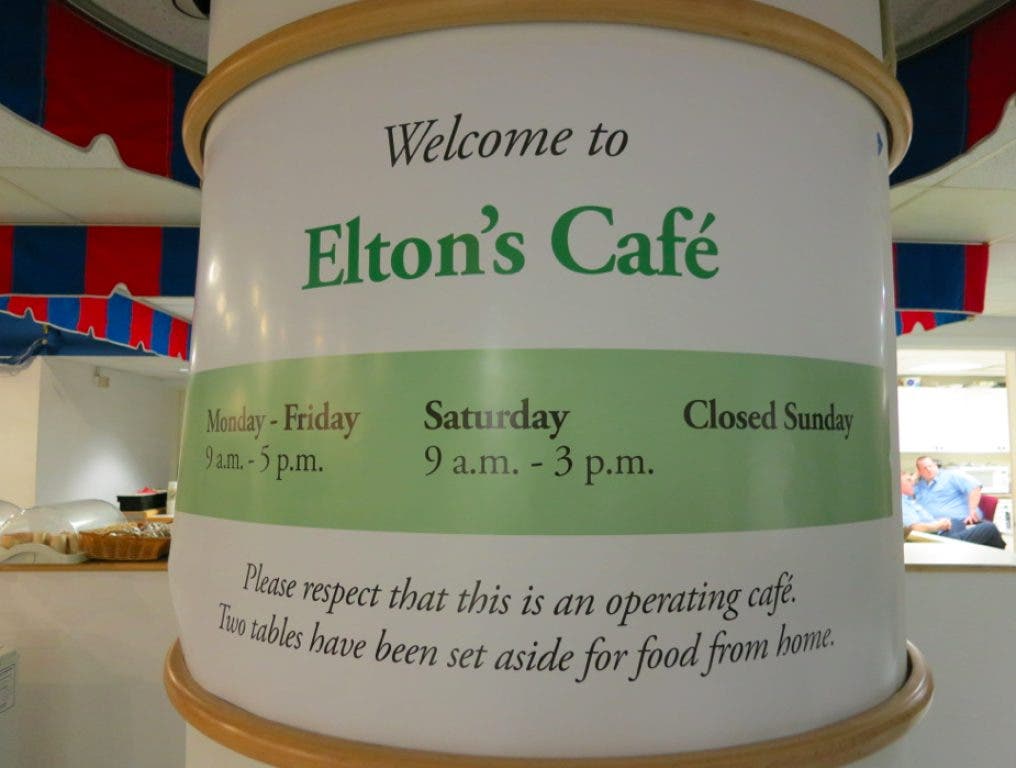 Welcome to
Elton's Café
Monday - Friday
9 a.m. - 5 p.m.
Saturday
9 a.m. - 3 p.m.
Closed Sunday
Please respect that this is an operating café.
Two tables have been set aside for food from home.